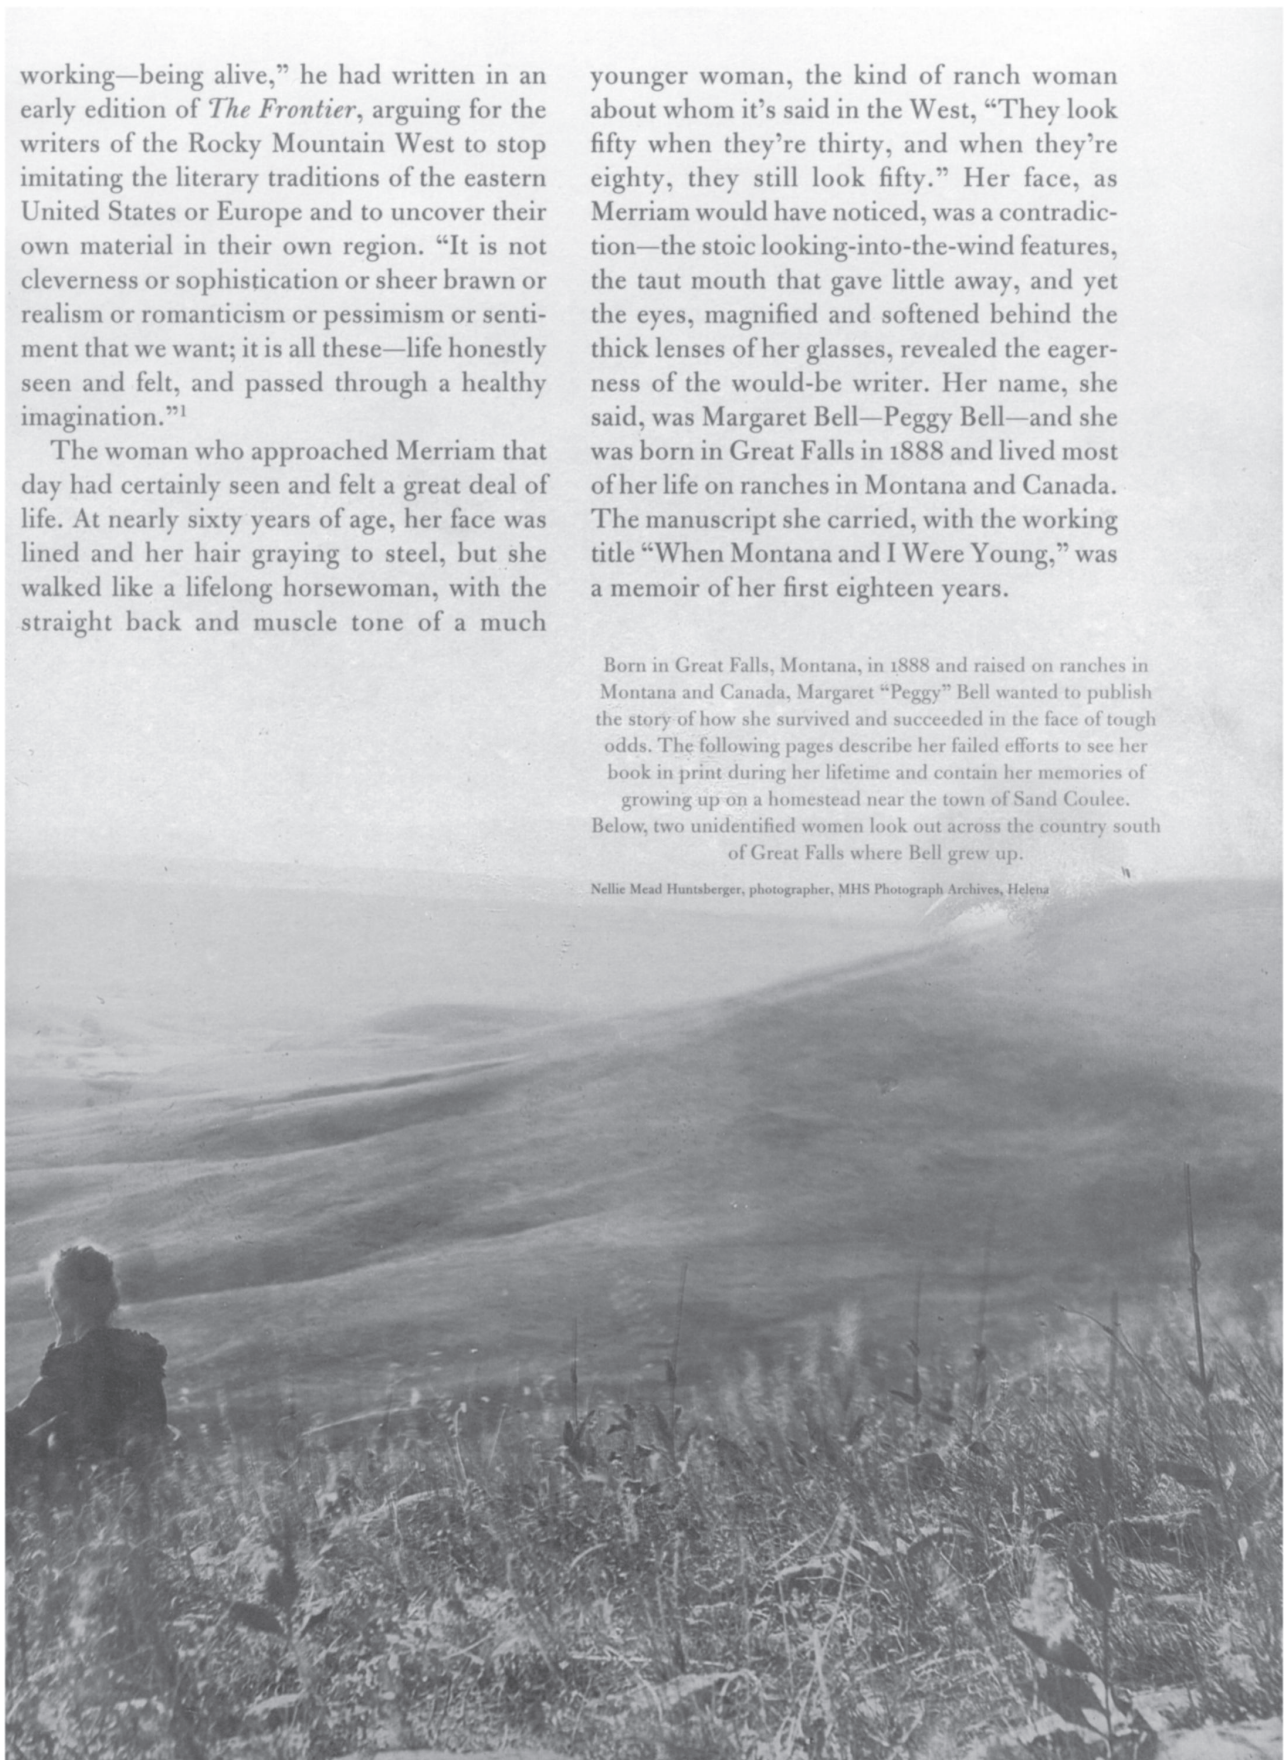 working—being alive,” he had written in an
early edition of The Frontier, arguing for the
writers of the Rocky Mountain West to stop
imitating the literary traditions of the eastern
United States or Europe and to uncover their
own material in their own region. “It is not
cleverness or sophistication or sheer brawn or
realism or romanticism or pessimism or senti-
ment that we want; it is all these—life honestly
seen and felt, and passed through a healthy
imagination.”1
The woman who approached Merriam that
day had certainly seen and felt a great deal of
life. At nearly sixty years of age, her face was
lined and her hair graying to steel, but she
walked like a lifelong horsewoman, with the
straight back and muscle tone of a much
younger woman, the kind of ranch woman
about whom it’s said in the West, “They look
fifty when they’re thirty, and when they’re
eighty, they still look fifty.” Her face, as
Merriam would have noticed, was a contradic-
tion—the stoic looking-into-the-wind features,
the taut mouth that gave little away, and yet
the eyes, magnified and softened behind the
thick lenses of her glasses, revealed the eager-
ness of the would-be writer. Her name, she
said, was Margaret Bell—Peggy Bell—and she
was born in Great Falls in 1888 and lived most
of her life on ranches in Montana and Canada.
The manuscript she carried, with the working
title “When Montana and I Were Young,” was
a memoir of her first eighteen years.
Born in Great Falls, Montana, in 1888 and raised on ranches in
Montana and Canada, Margaret “Peggy” Bell wanted to publish
the story of how she survived and succeeded in the face of tough
odds. The following pages describe her failed efforts to see her
book in print during her lifetime and contain her memories of
growing up on a homestead near the town of Sand Coulee.
Below, two unidentified women look out across the country south
of Great Falls where Bell grew up.
Nellie Mead Huntsberger, photographer, MHS Photograph Archives, Helena